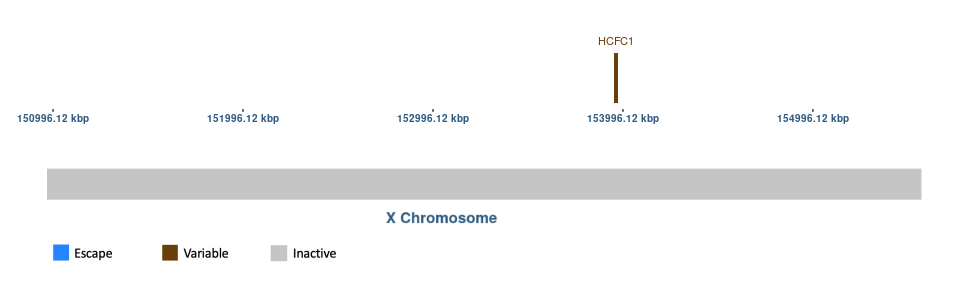 HCFC1
150996.12 kbp 151996.12 kbp 152996.12 kbp 153996.12 kbp 154996.12 kbp
X Chromosome
Escape Variable Inactive